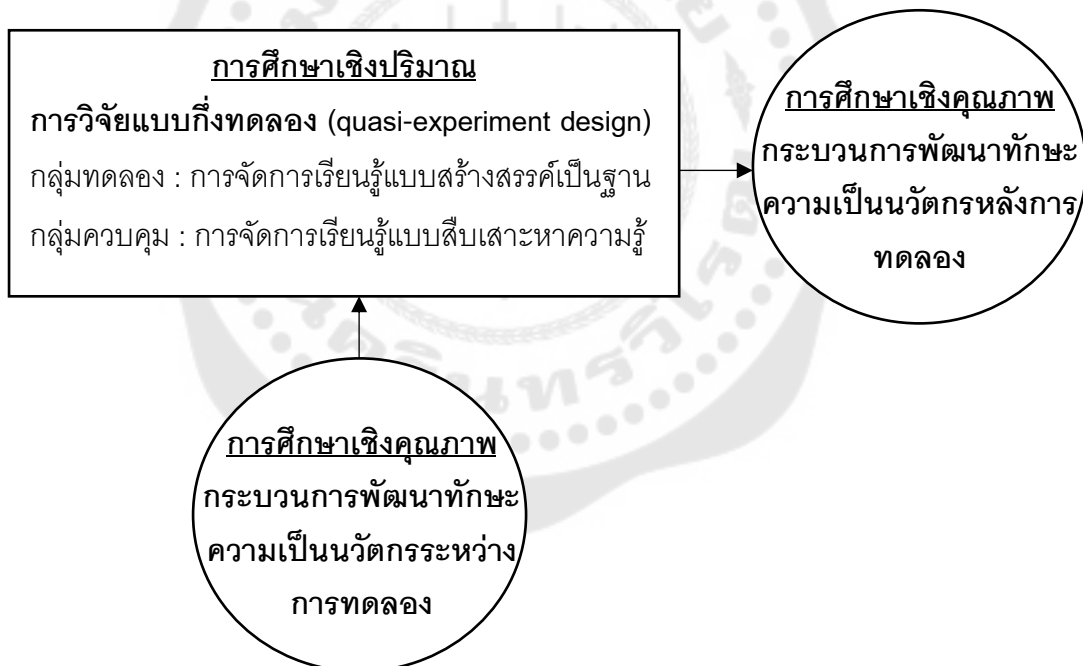 การศึกษาเชิงปริมาณ
การวิจัยแบบกึ่งทดลอง (quasi-experiment design)
กลุ่มทดลอง : การจัดการเรียนรู้แบบสร้างสรรค์เป็นฐาน
กลุ่มควบคุม : การจัดการเรียนรู้แบบสืบเสาะหาความรู้
การศึกษาเชิงคุณภาพ
กระบวนการพัฒนาทักษะ
ความเป็นนวัตกรหลังการ
ทดลอง
การศึกษาเชิงคุณภาพ
กระบวนการพัฒนาทักษะ
ความเป็นนวัตกรระหว่าง
การทดลอง